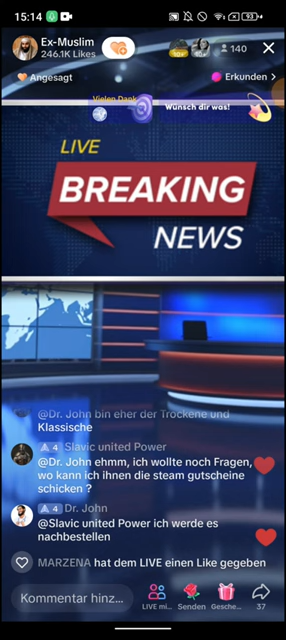 15:14
93
Ex-Muslim
246.1K Likes
10+
140
Angesagt
Erkunden
Vielen Dank
Wünsch dir was!
LIVE
BREAKING
NEWS
@Dr. John bin eher der Trockene und
Klassische
4 Slavic united Power
@Dr. John ehmm, ich wollte noch Fragen,
wo kann ich ihnen die steam gutscheine
schicken ?
4 Dr. John
@Slavic united Power ich werde es
nachbestellen
MARZENA hat dem LIVE einen Like gegeben
Kommentar hinz...
LIVE mi...
Senden
Gesche...
37